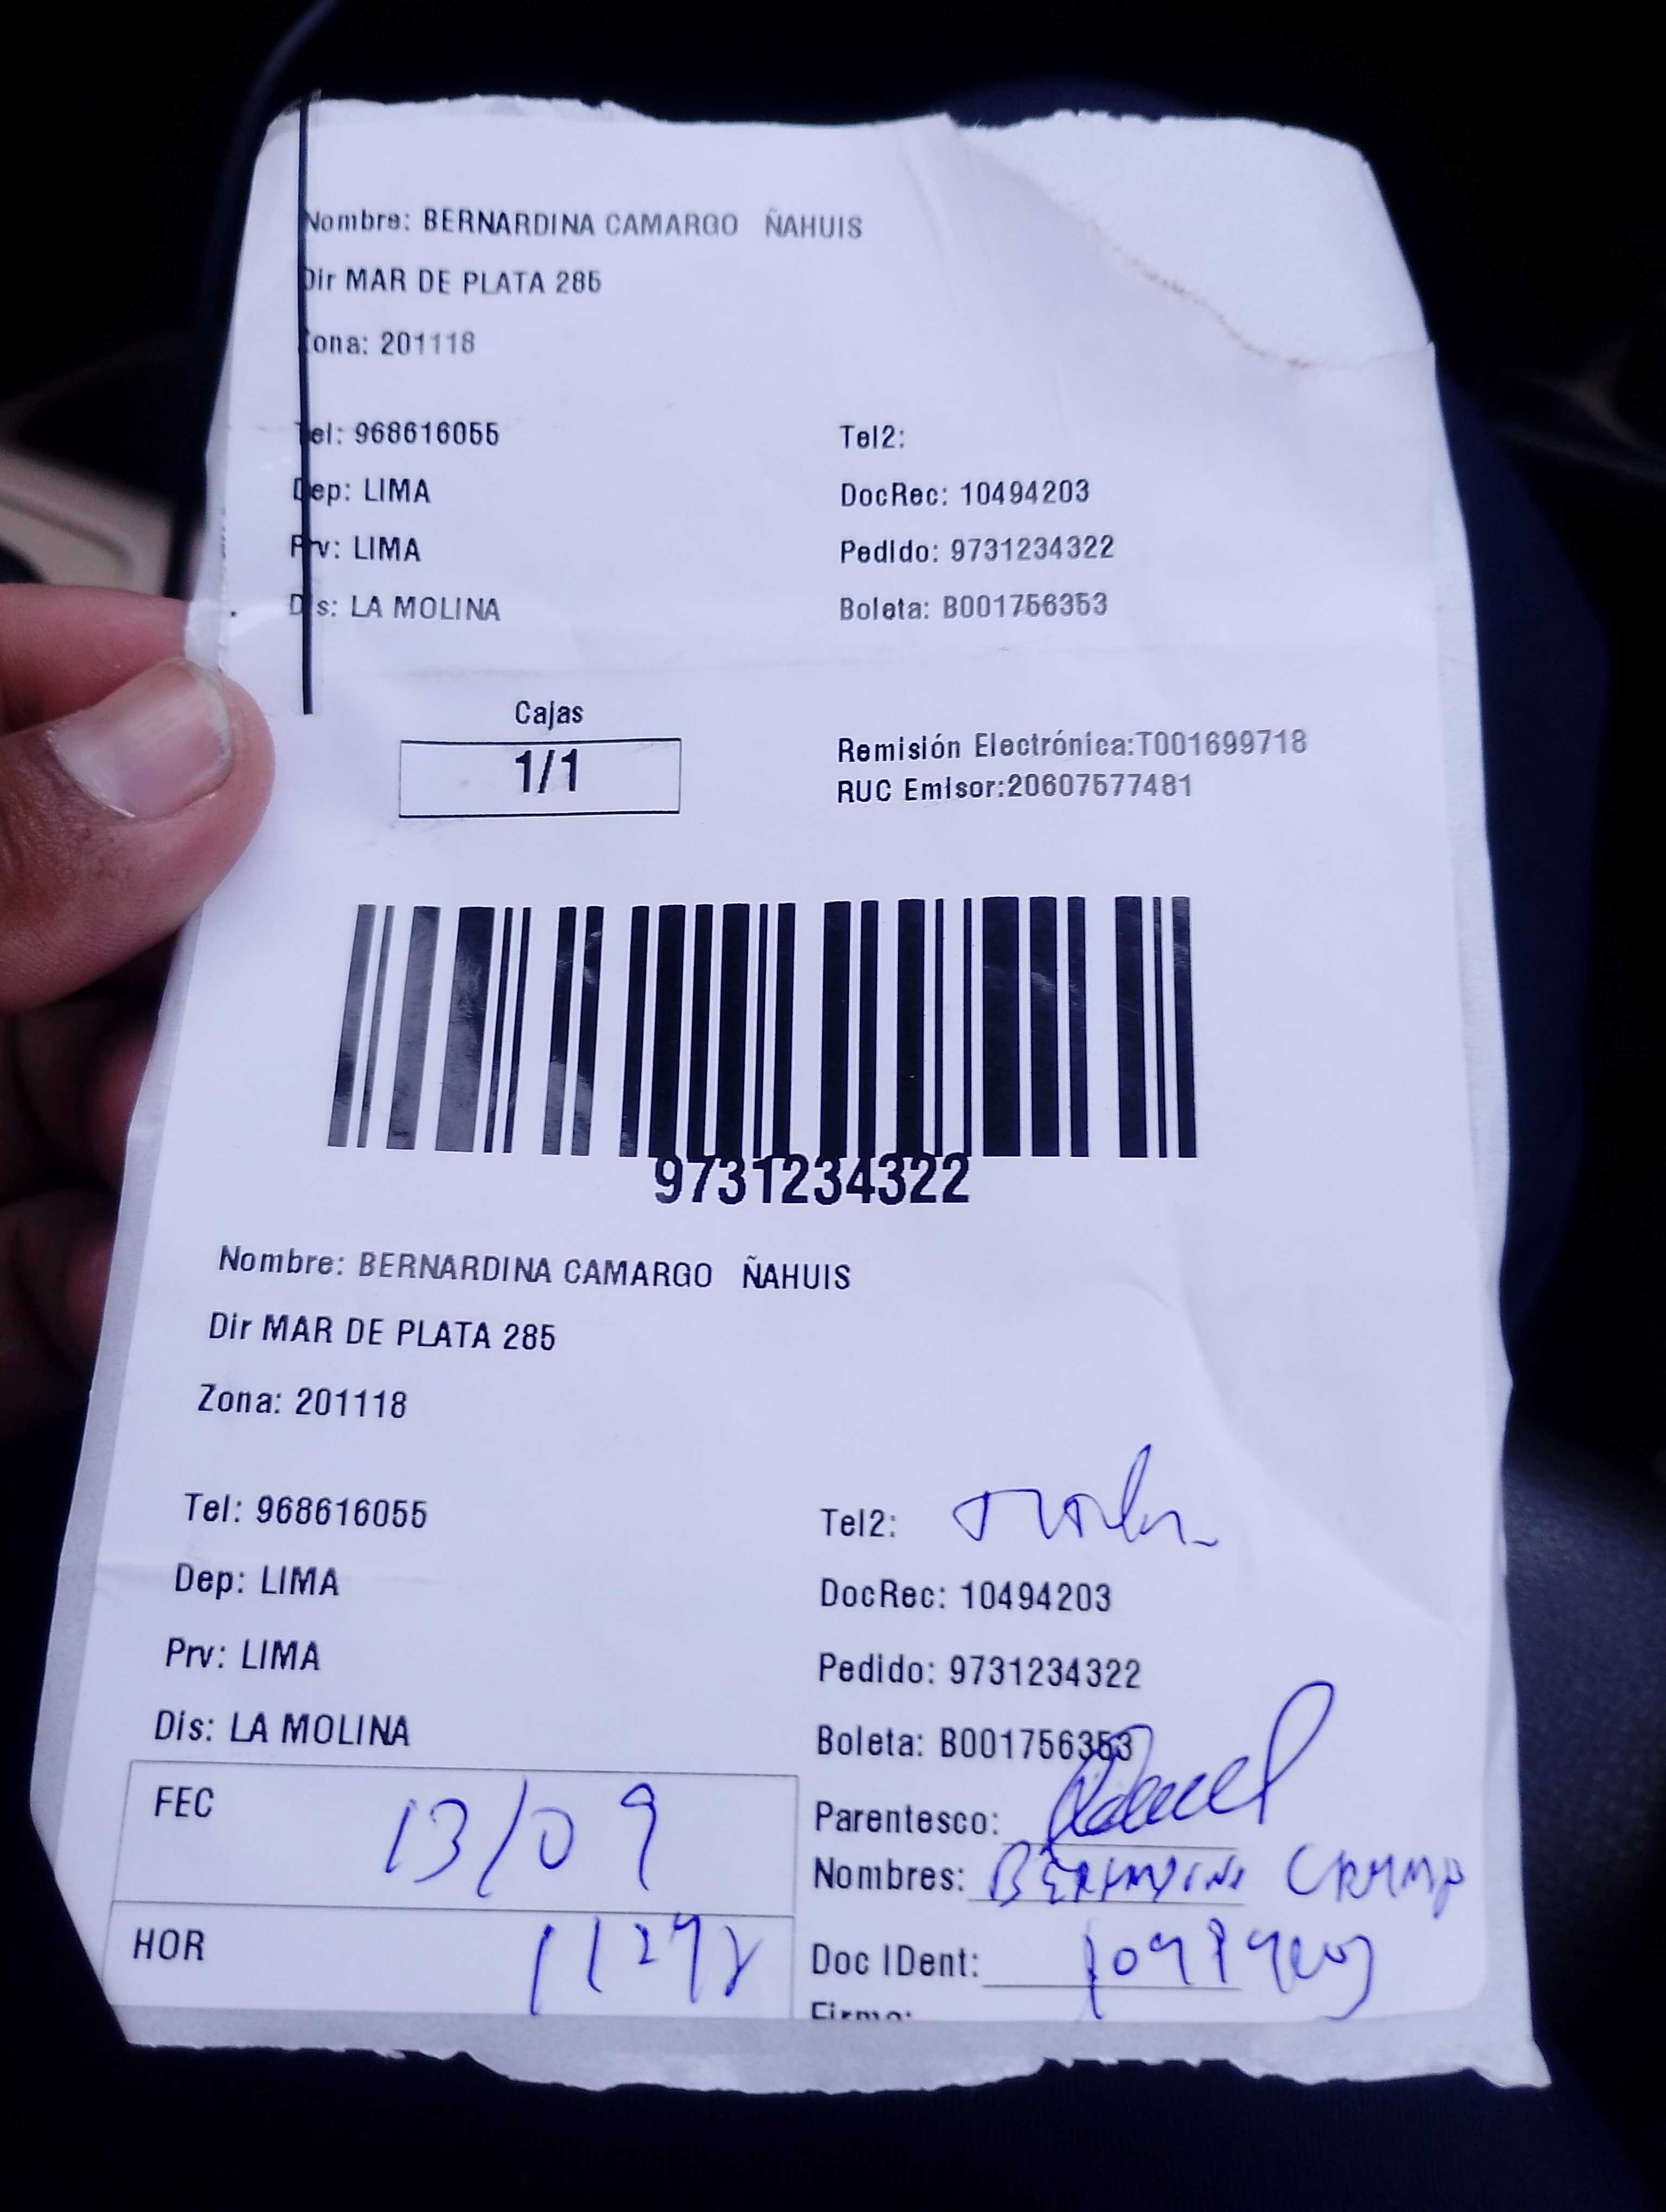 Nombre: BERNARDINA CAMARGO ÑAHUIS
Dir MAR DE PLATA 285
Zona: 201118
Tel: 968616055 Tel2:
Dep: LIMA DocRec: 10494203
Prv: LIMA Pedido: 9731234322
Dis: LA MOLINA Boleta: B001756353
Cajas
1/1
Remisión Electrónica:T001699718
RUC Emisor:20607577481
9731234322
Nombre: BERNARDINA CAMARGO ÑAHUIS
Dir MAR DE PLATA 285
Zona: 201118
Tel: 968616055 Tel2:
Dep: LIMA DocRec: 10494203
Prv: LIMA Pedido: 9731234322
Dis: LA MOLINA Boleta: B001756353
FEC 13/09
Parentesco:
Nombres:
HOR
Doc IDent:
Firma: